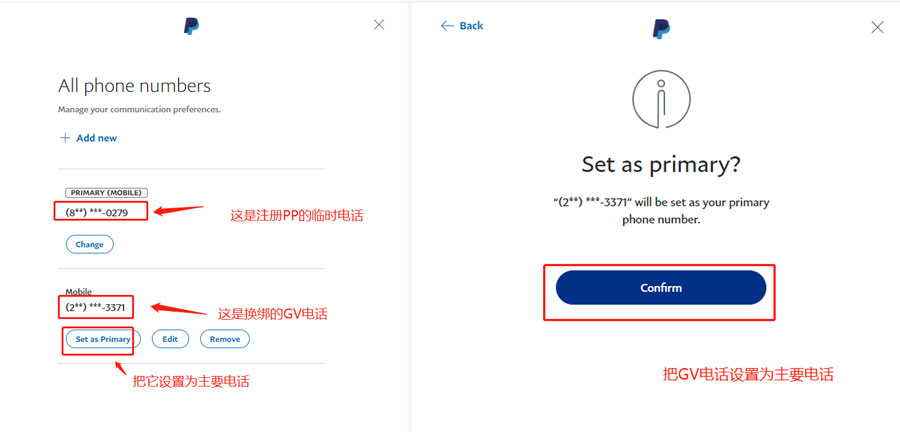 All phone numbers
Manage your communication preferences.
+ Add new
PRIMARY (MOBILE)
(8**) ***-0279
这是注册PP的临时电话
Change
Mobile
(2**) ***-3371
这是换绑的GV电话
Set as Primary
Edit
Remove
把它设置为主要电话
Back
Set as primary?
“(2**) ***-3371” will be set as your primary
phone number.
Confirm
把GV电话设置为主要电话